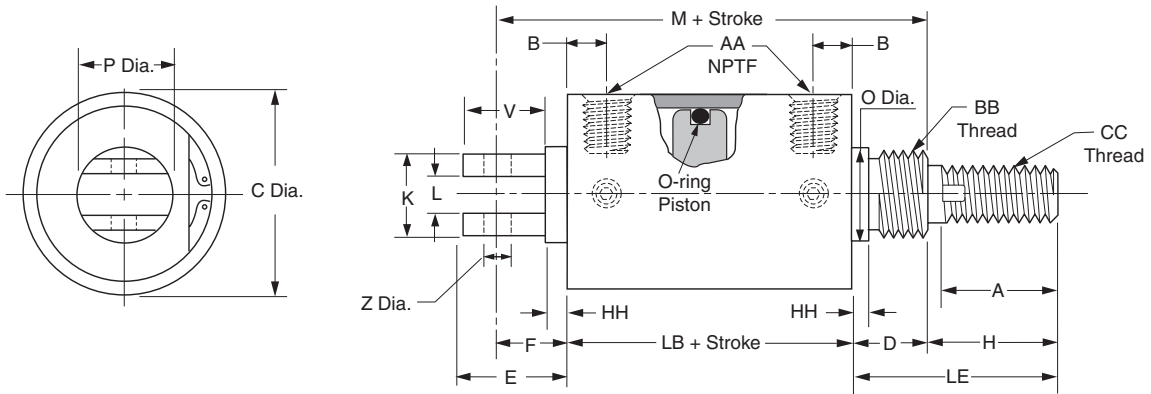 M + Stroke
B
AA
NPTF
B
P Dia.
V
O Dia.
BB
Thread
CC
Thread
C Dia.
K
L
O-ring
Piston
Z Dia.
HH
HH
A
F
LB + Stroke
D
H
E
LE